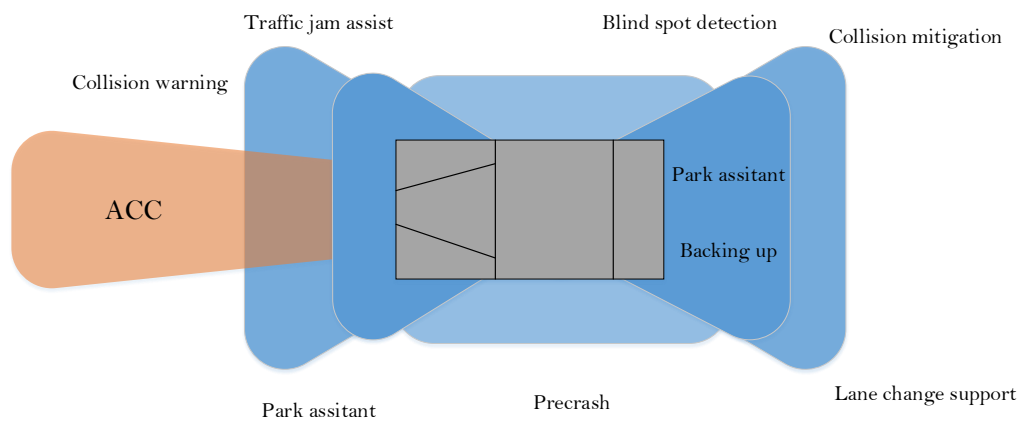 Traffic jam assist
Blind spot detection
Collision mitigation
Collision warning
Park assitant
ACC
Backing up
Lane change support
Precrash
Park assitant